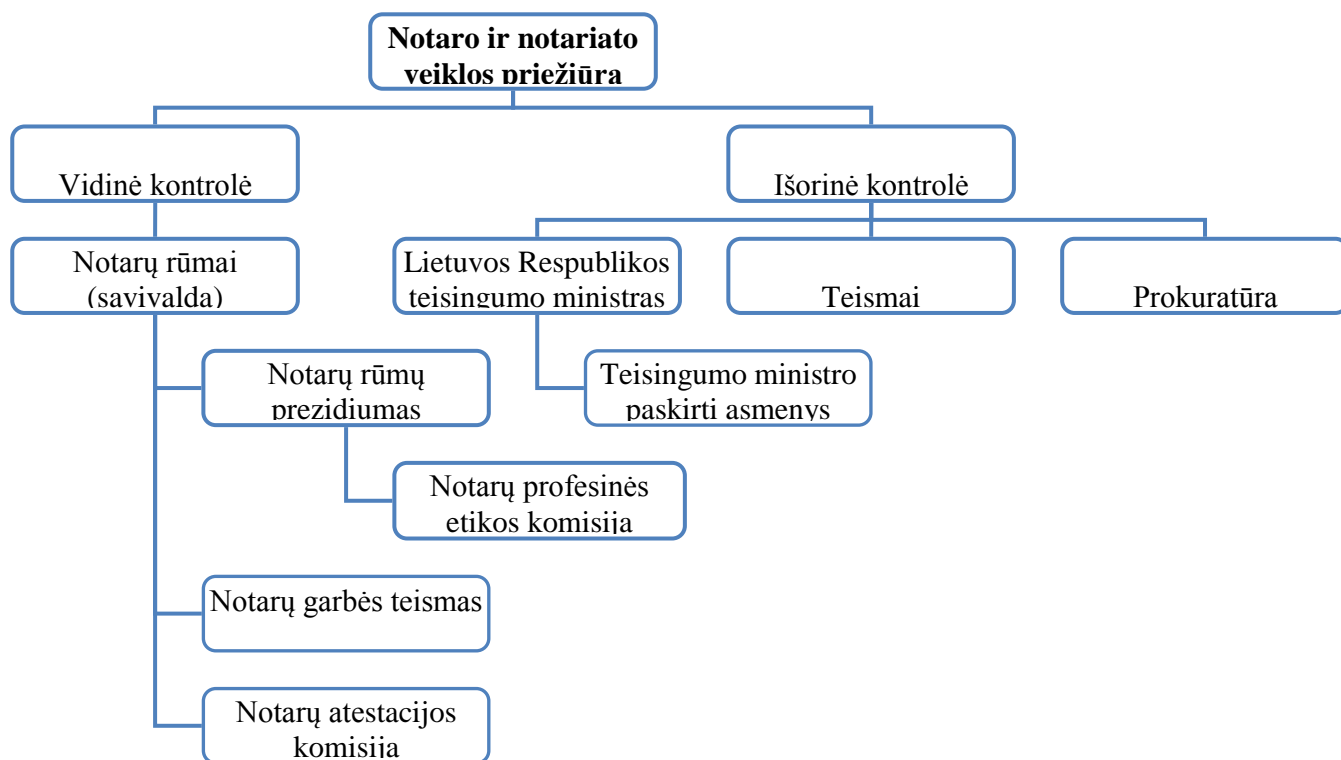 Notaro ir notariato
veiklos priežiūra
Vidinė kontrolė
Išorinė kontrolė
Notarų rūmai
(savivalda)
Lietuvos Respublikos
teisingumo ministras
Teismai
Prokuratūra
Notarų rūmų
prezidiumas
Teisingumo ministro
paskirti asmenys
Notarų profesinės
etikos komisija
Notarų garbės teismas
Notarų atestacijos
komisija